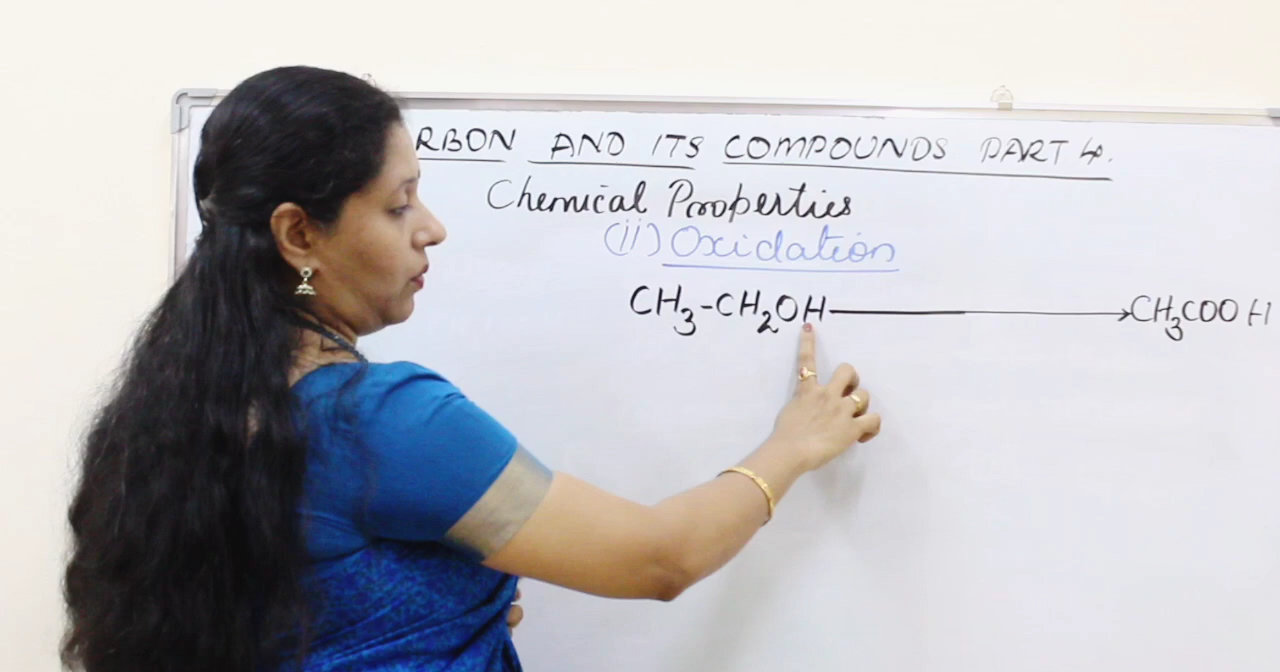 RBON AND ITS COMPOUNDS PART 4.
Chemical Properties
(ii) Oxidation
CH3-CH2OH → CH3COOH